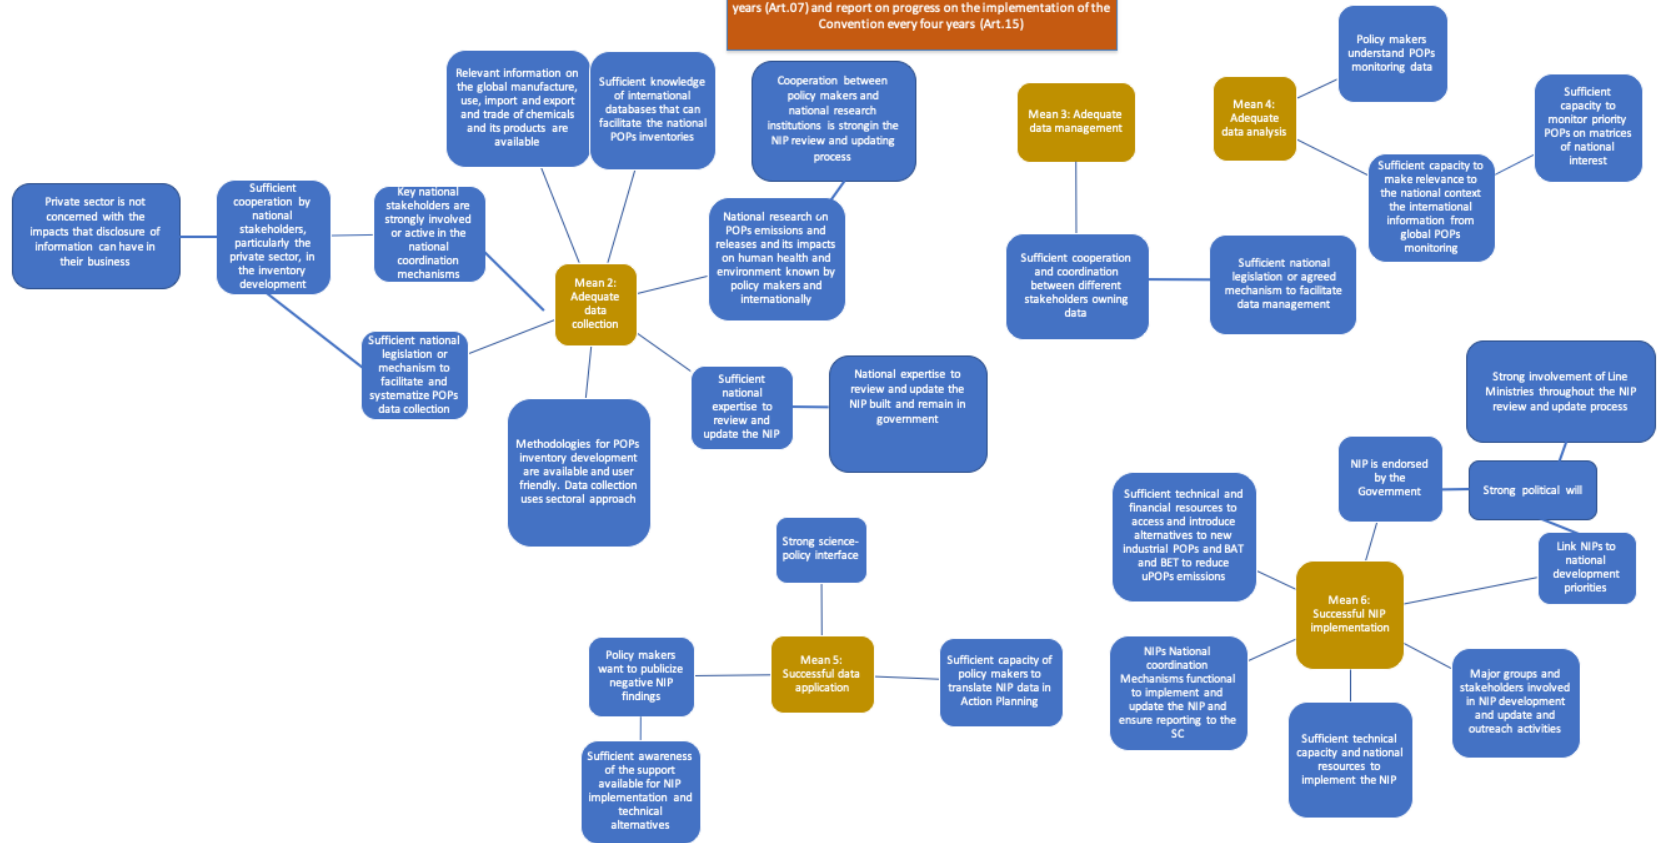 years (Art.07) and report on progress on the implementation of the
Convention every four years (Art.15)
Relevant information on
the global manufacture,
use, import and export
and trade of chemicals
and its products are
available
Sufficient knowledge
of international
databases that can
facilitate the national
POPs inventories
Cooperation between
policy makers and
national research
institutions is strongin the
NIP review and updating
process
Mean 3: Adequate
data management
Mean 4:
Adequate
data analysis
Policy makers
understand POPs
monitoring data
Sufficient
capacity to
monitor priority
POPs on matrices
of national
interest
Private sector is not
concerned with the
impacts that disclosure of
information can have in
their business
Sufficient
cooperation by
national
stakeholders,
particularly the
private sector, in
the inventory
development
Key national
stakeholders are
strongly involved
or active in the
national
coordination
mechanisms
National research on
POPs emissions and
releases and its impacts
on human health and
environment known by
policy makers and
internationally
Sufficient capacity to
make relevance to
the national context
the international
information from
global POPs
monitoring
Mean 2:
Adequate
data
collection
Sufficient cooperation
and coordination
between different
stakeholders owning
data
Sufficient national
legislation or agreed
mechanism to facilitate
data management
Sufficient national
legislation or
mechanism to
facilitate and
systematize POPs
data collection
Sufficient
national
expertise to
review and
update the NIP
National expertise to
review and update the
NIP built and remain in
government
Strong involvement of Line
Ministries throughout the NIP
review and update process
Methodologies for POPs
inventory development
are available and user
friendly. Data collection
uses sectoral approach
NIP is endorsed
by the
Government
Strong political will
Sufficient technical and
financial resources to
access and introduce
alternatives to new
industrial POPs and BAT
and BET to reduce
uPOPs emissions
Link NIPs to
national
development
priorities
Strong science-
policy interface
Mean 6:
Successful NIP
implementation
Policy makers
want to publicize
negative NIP
findings
Mean 5:
Successful data
application
Sufficient capacity of
policy makers to
translate NIP data in
Action Planning
NIPs National
coordination
Mechanisms functional
to implement and
update the NIP and
ensure reporting to the
SC
Major groups and
stakeholders involved
in NIP development
and update and
outreach activities
Sufficient awareness
of the support
available for NIP
implementation and
technical
alternatives
Sufficient technical
capacity and national
resources to
implement the NIP